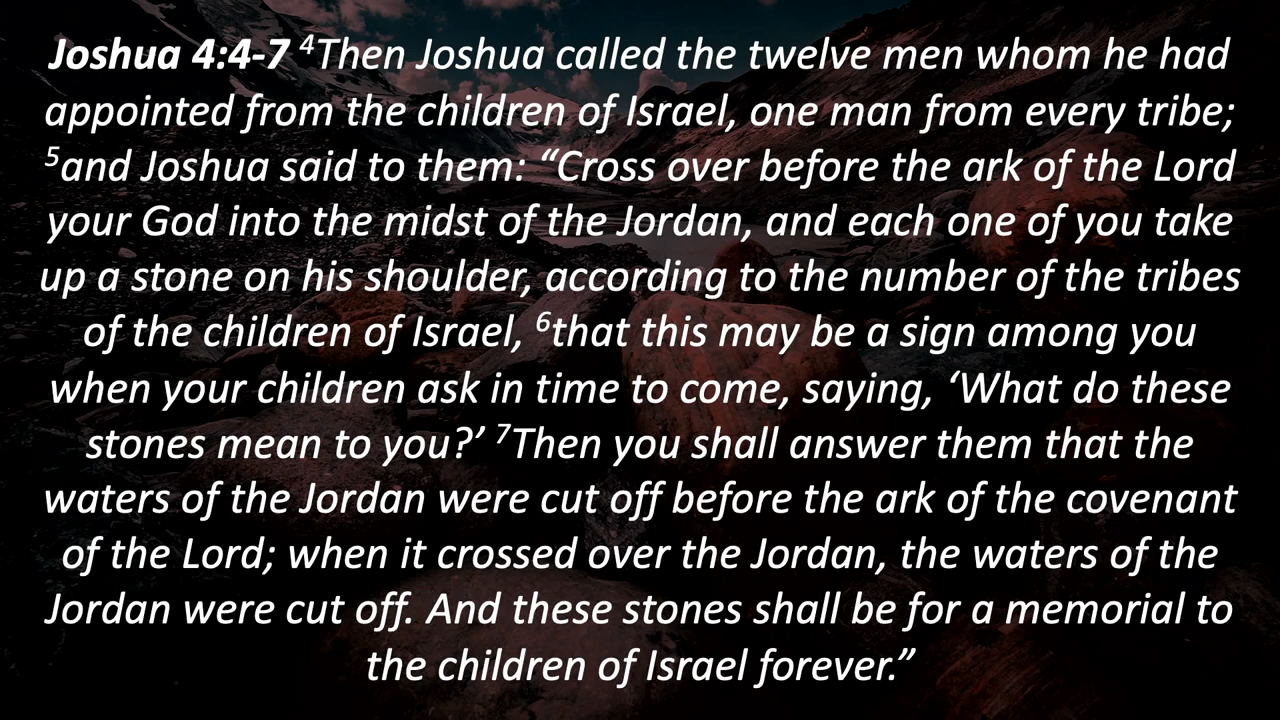 Joshua 4:4-7 ⁴Then Joshua called the twelve men whom he had
appointed from the children of Israel, one man from every tribe;
⁵and Joshua said to them: “Cross over before the ark of the Lord
your God into the midst of the Jordan, and each one of you take
up a stone on his shoulder, according to the number of the tribes
of the children of Israel, ⁶that this may be a sign among you
when your children ask in time to come, saying, ‘What do these
stones mean to you?’ ⁷Then you shall answer them that the
waters of the Jordan were cut off before the ark of the covenant
of the Lord; when it crossed over the Jordan, the waters of the
Jordan were cut off. And these stones shall be for a memorial to
the children of Israel forever.”